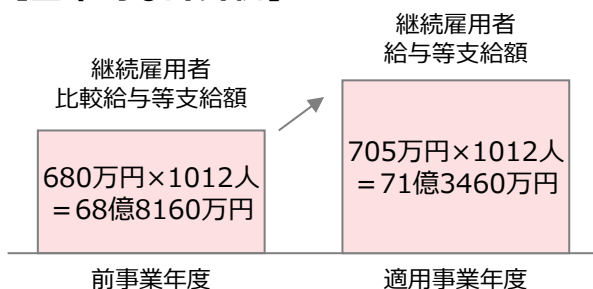 継続雇用者
給与等支給額
継続雇用者
比較給与等支給額
705万円×1012人
＝71億3460万円
680万円×1012人
＝68億8160万円
前事業年度
適用事業年度